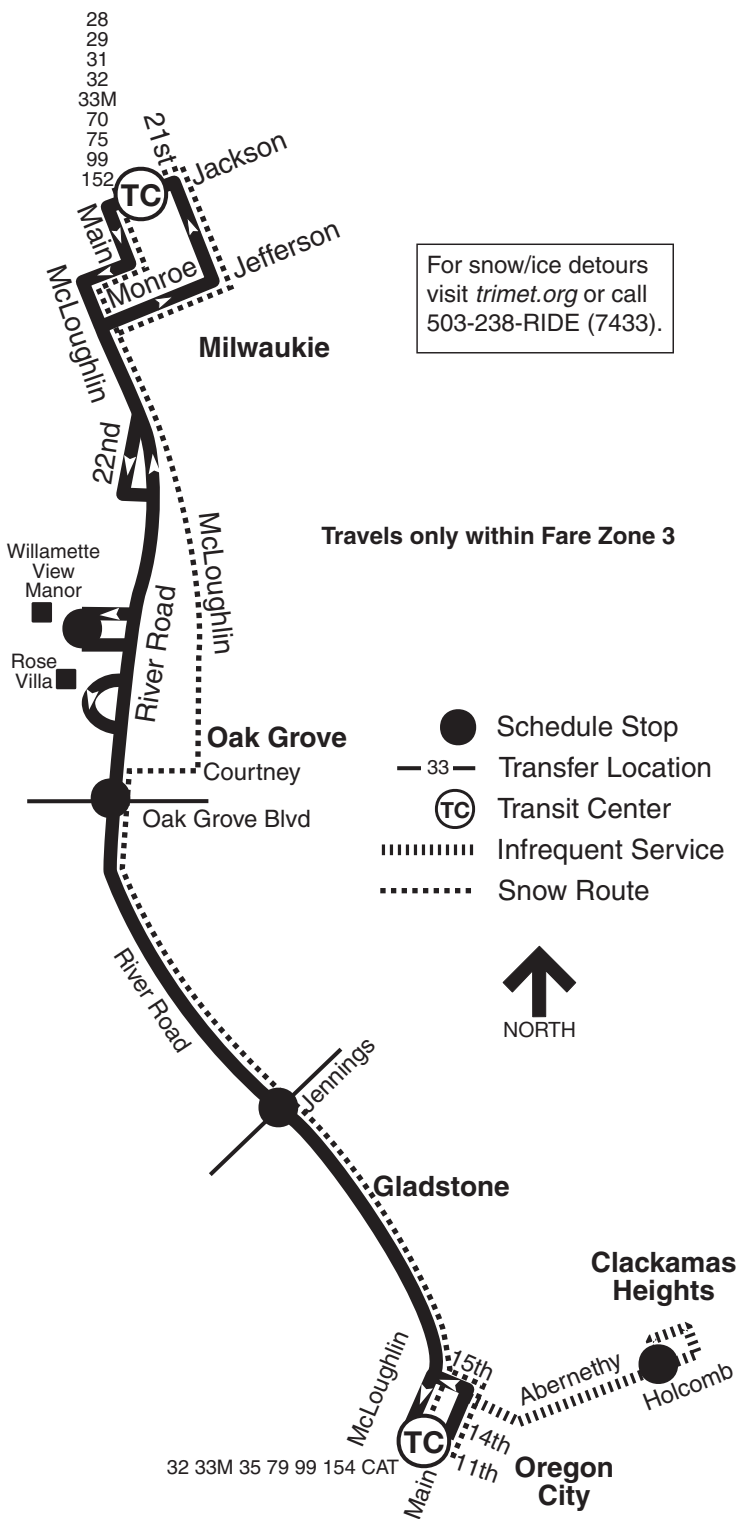 28
29
31
32
33M
70
75
99
152
TC
21st
Jackson
Main
Monroe
Jefferson
McLoughlin
Milwaukie
For snow/ice detours
visit trimet.org or call
503-238-RIDE (7433).
22nd
McLoughlin
Travels only within Fare Zone 3
Willamette
View
Manor
River Road
Rose
Villa
Oak Grove
Courtney
Oak Grove Blvd
Schedule Stop
33 Transfer Location
TC Transit Center
Infrequent Service
Snow Route
NORTH
River Road
Jennings
Gladstone
Clackamas
Heights
McLoughlin
15th
Abernethy
Holcomb
TC
14th
32 33M 35 79 99 154 CAT
11th
Main
Oregon
City